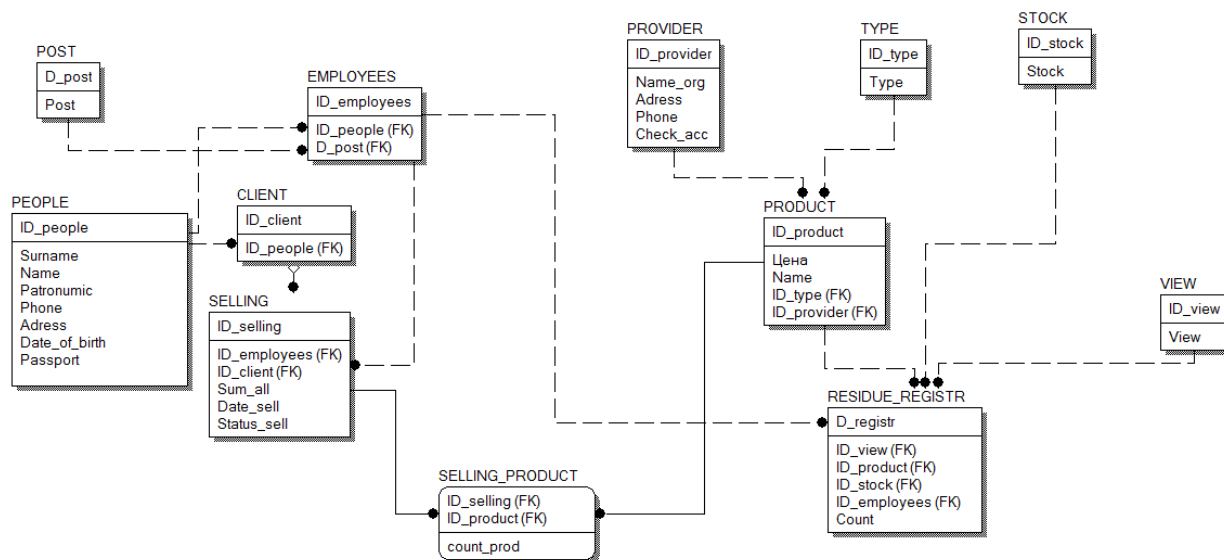 POST
D_post
Post
EMPLOYEES
ID_employees
ID_people (FK)
D_post (FK)
PROVIDER
ID_provider
Name_org
Adress
Phone
Check_acc
TYPE
ID_type
Type
STOCK
ID_stock
Stock
PEOPLE
ID_people
Surname
Name
Patronumic
Phone
Adress
Date_of_birth
Passport
CLIENT
ID_client
ID_people (FK)
SELLING
ID_selling
ID_employees (FK)
ID_client (FK)
Sum_all
Date_sell
Status_sell
PRODUCT
ID_product
Цена
Name
ID_type (FK)
ID_provider (FK)
VIEW
ID_view
View
RESIDUE_REGISTR
D_registr
ID_view (FK)
ID_product (FK)
ID_stock (FK)
ID_employees (FK)
Count
SELLING_PRODUCT
ID_selling (FK)
ID_product (FK)
count_prod